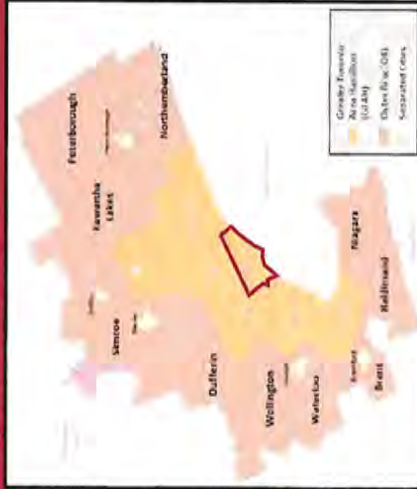 Peterborough
Northumberland
Kawartha
Lakes
Simcoe
Dufferin
Wellington
Waterloo
Brant
Haldimand
Niagara
Greater Toronto
Area Hamilton
(GTAH)
Outer Ring (OR)
Separated Cities